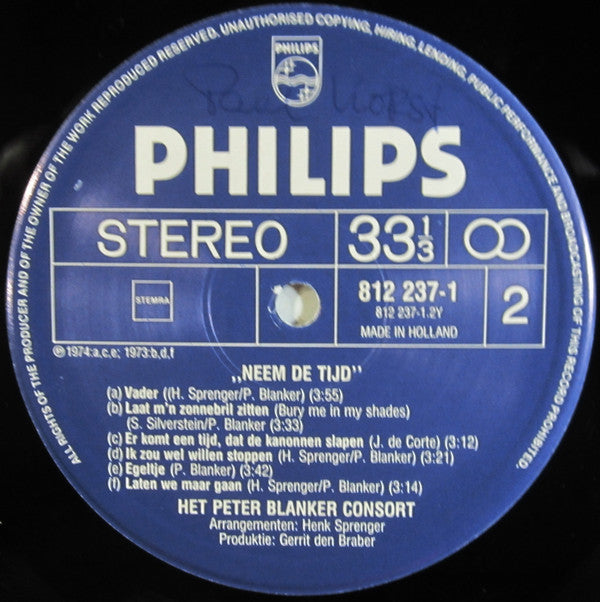 ALL RIGHTS OF THE PRODUCER AND OF THE OWNER OF THE WORK REPRODUCED RESERVED. UNAUTHORISED COPYING, HIRING, LENDING, PUBLIC PERFORMANCE AND BROADCASTING OF THIS RECORD PROHIBITED.
PHILIPS
PHILIPS
STEREO
33 1/3
STEMRA
812 237-1
812 237-1.2Y
MADE IN HOLLAND
2
℗1974:a.c.e; 1973:b,d.f
„NEEM DE TIJD"
(a) Vader ((H. Sprenger/P. Blanker) (3:55)
(b) Laat m'n zonnebril zitten (Bury me in my shades)
(S. Silverstein/P. Blanker (3:33)
(c) Er komt een tijd, dat de kanonnen slapen (J. de Corte) (3:12)
(d) Ik zou wel willen stoppen (H. Sprenger/P. Blanker) (3:21)
(e) Egeltje (P. Blanker) (3:42)
(f) Laten we maar gaan (H. Sprenger/P. Blanker) (3:14)
HET PETER BLANKER CONSORT
Arrangementen: Henk Sprenger
Produktie: Gerrit den Braber